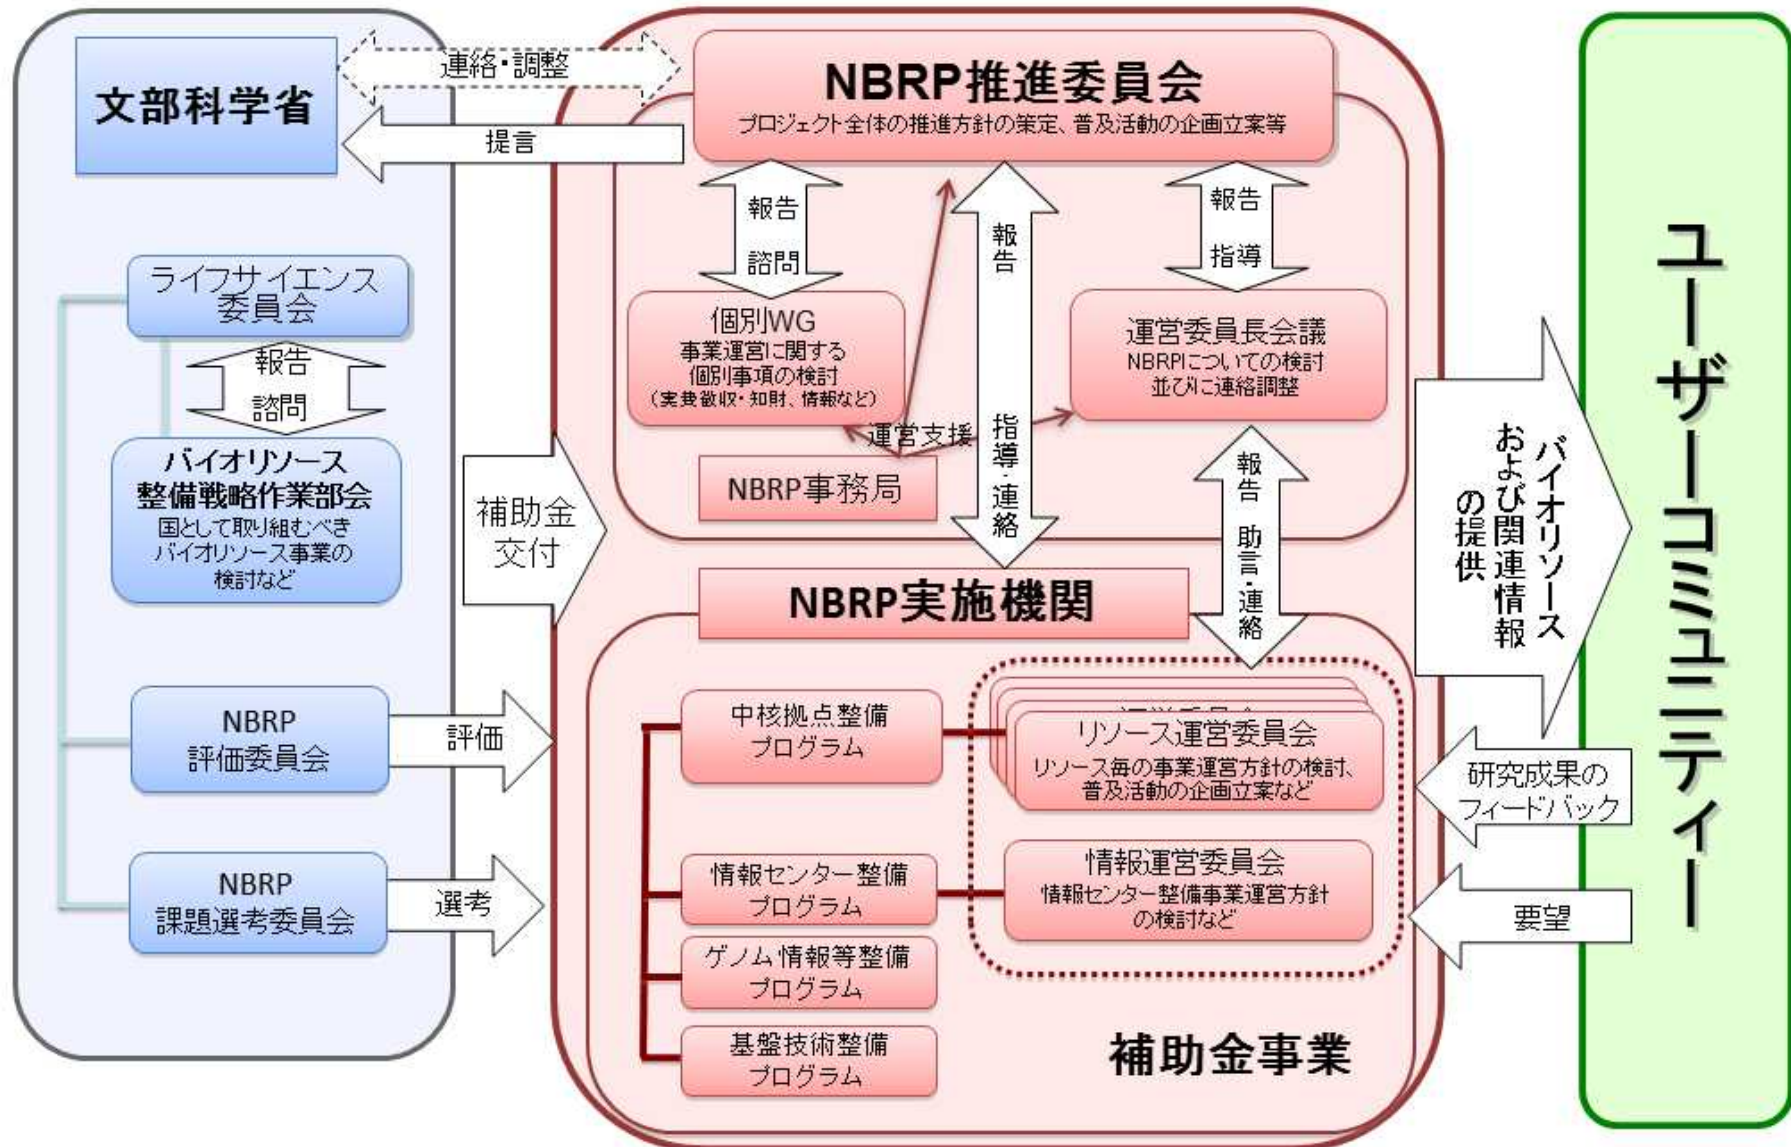 文部科学省
連絡・調整
提言
ライフサイエンス
委員会
報告
諮問
バイオリソース
整備戦略作業部会
国として取り組むべき
バイオリソース事業の
検討など
NBRP
評価委員会
NBRP
課題選考委員会
補助金
交付
評価
選考
NBRP推進委員会
プロジェクト全体の推進方針の策定、普及活動の企画立案等
報告
諮問
報告
指導・連絡
報告
指導
個別WG
事業運営に関する
個別事項の検討
(実費徴収・知財、情報など)
運営委員長会議
NBRPについての検討
並びに連絡調整
運営支援
NBRP事務局
報告
助言・連絡
NBRP実施機関
中核拠点整備
プログラム
リソース運営委員会
リソース毎の事業運営方針の検討、
普及活動の企画立案など
情報センター整備
プログラム
情報運営委員会
情報センター整備事業運営方針
の検討など
ゲノム情報等整備
プログラム
基盤技術整備
プログラム
補助金事業
バイオリソース
および関連情報
の提供
研究成果の
フィードバック
要望
ユーザーコミュニティー